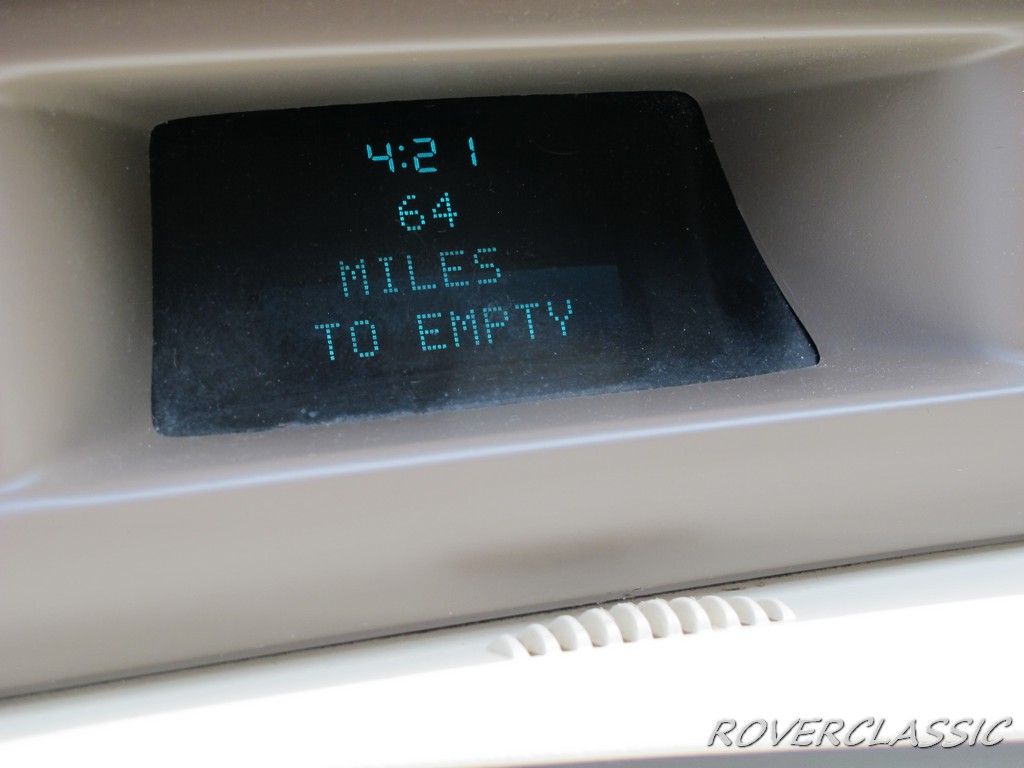 4:21
64
MILES
TO EMPTY
ROVERCLASSIC